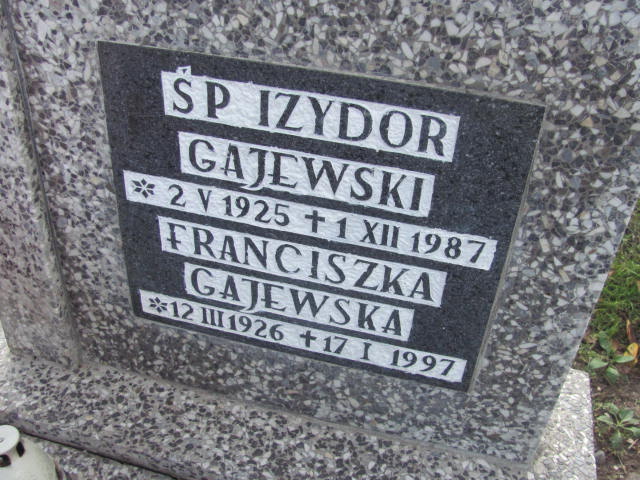 ŚP IZYDOR
GAJEWSKI
* 2 V 1925 † 1 XII 1987
FRANCISZKA
GAJEWSKA
* 12 III 1926 † 17 I 1997